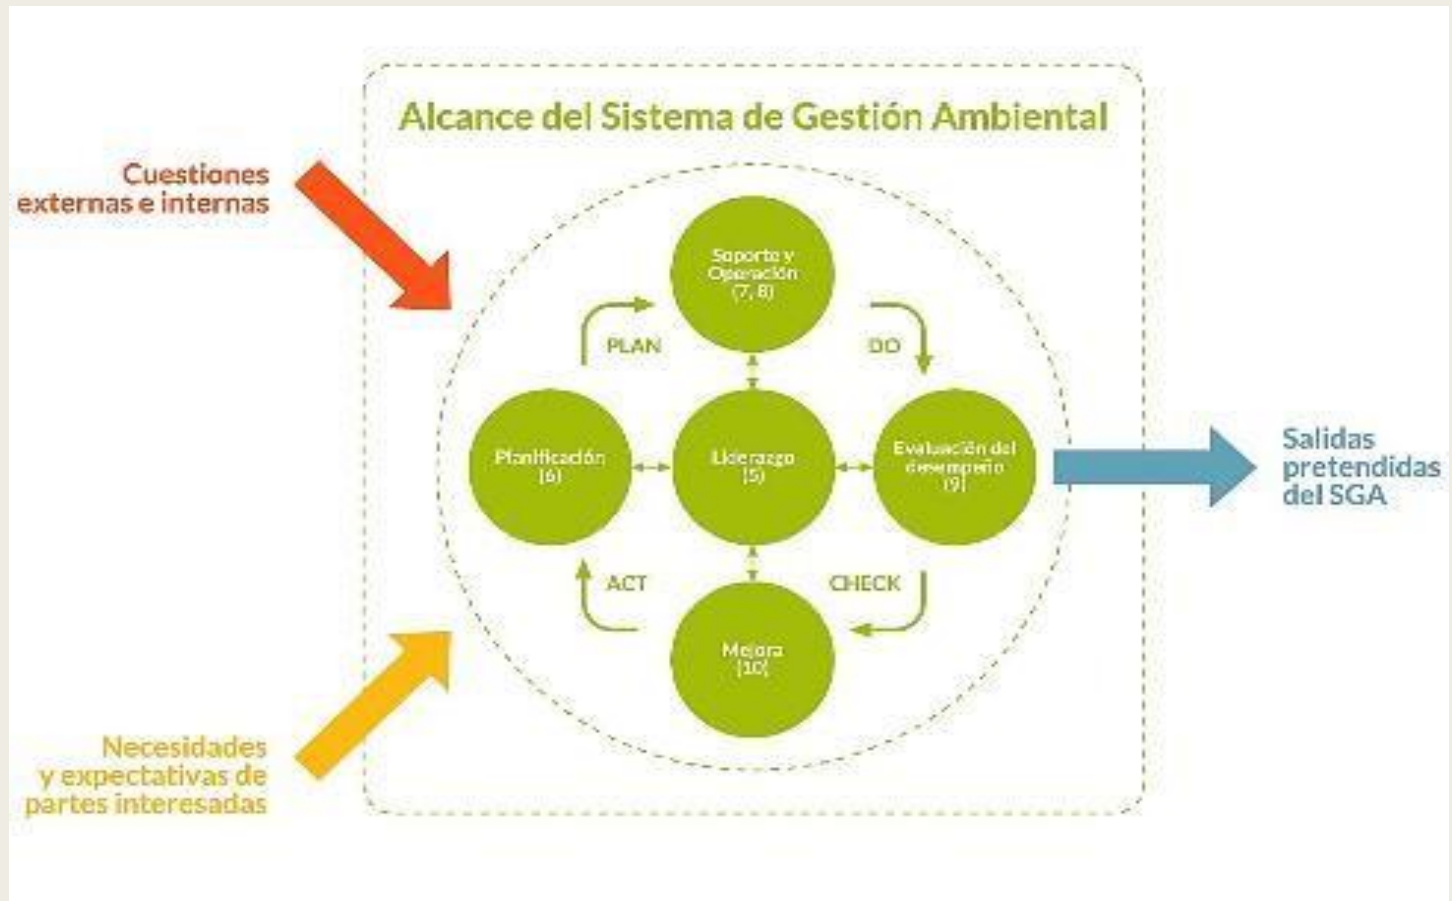 Alcance del Sistema de Gestión Ambiental
Cuestiones
externas e internas
Soporte y
Operación
(7, 8)
PLAN
DO
Planificación
(6)
Liderazgo
(5)
Evaluación del
desempeño
(9)
Salidas
pretendidas
del SGA
ACT
CHECK
Mejora
(10)
Necesidades
y expectativas de
partes interesadas